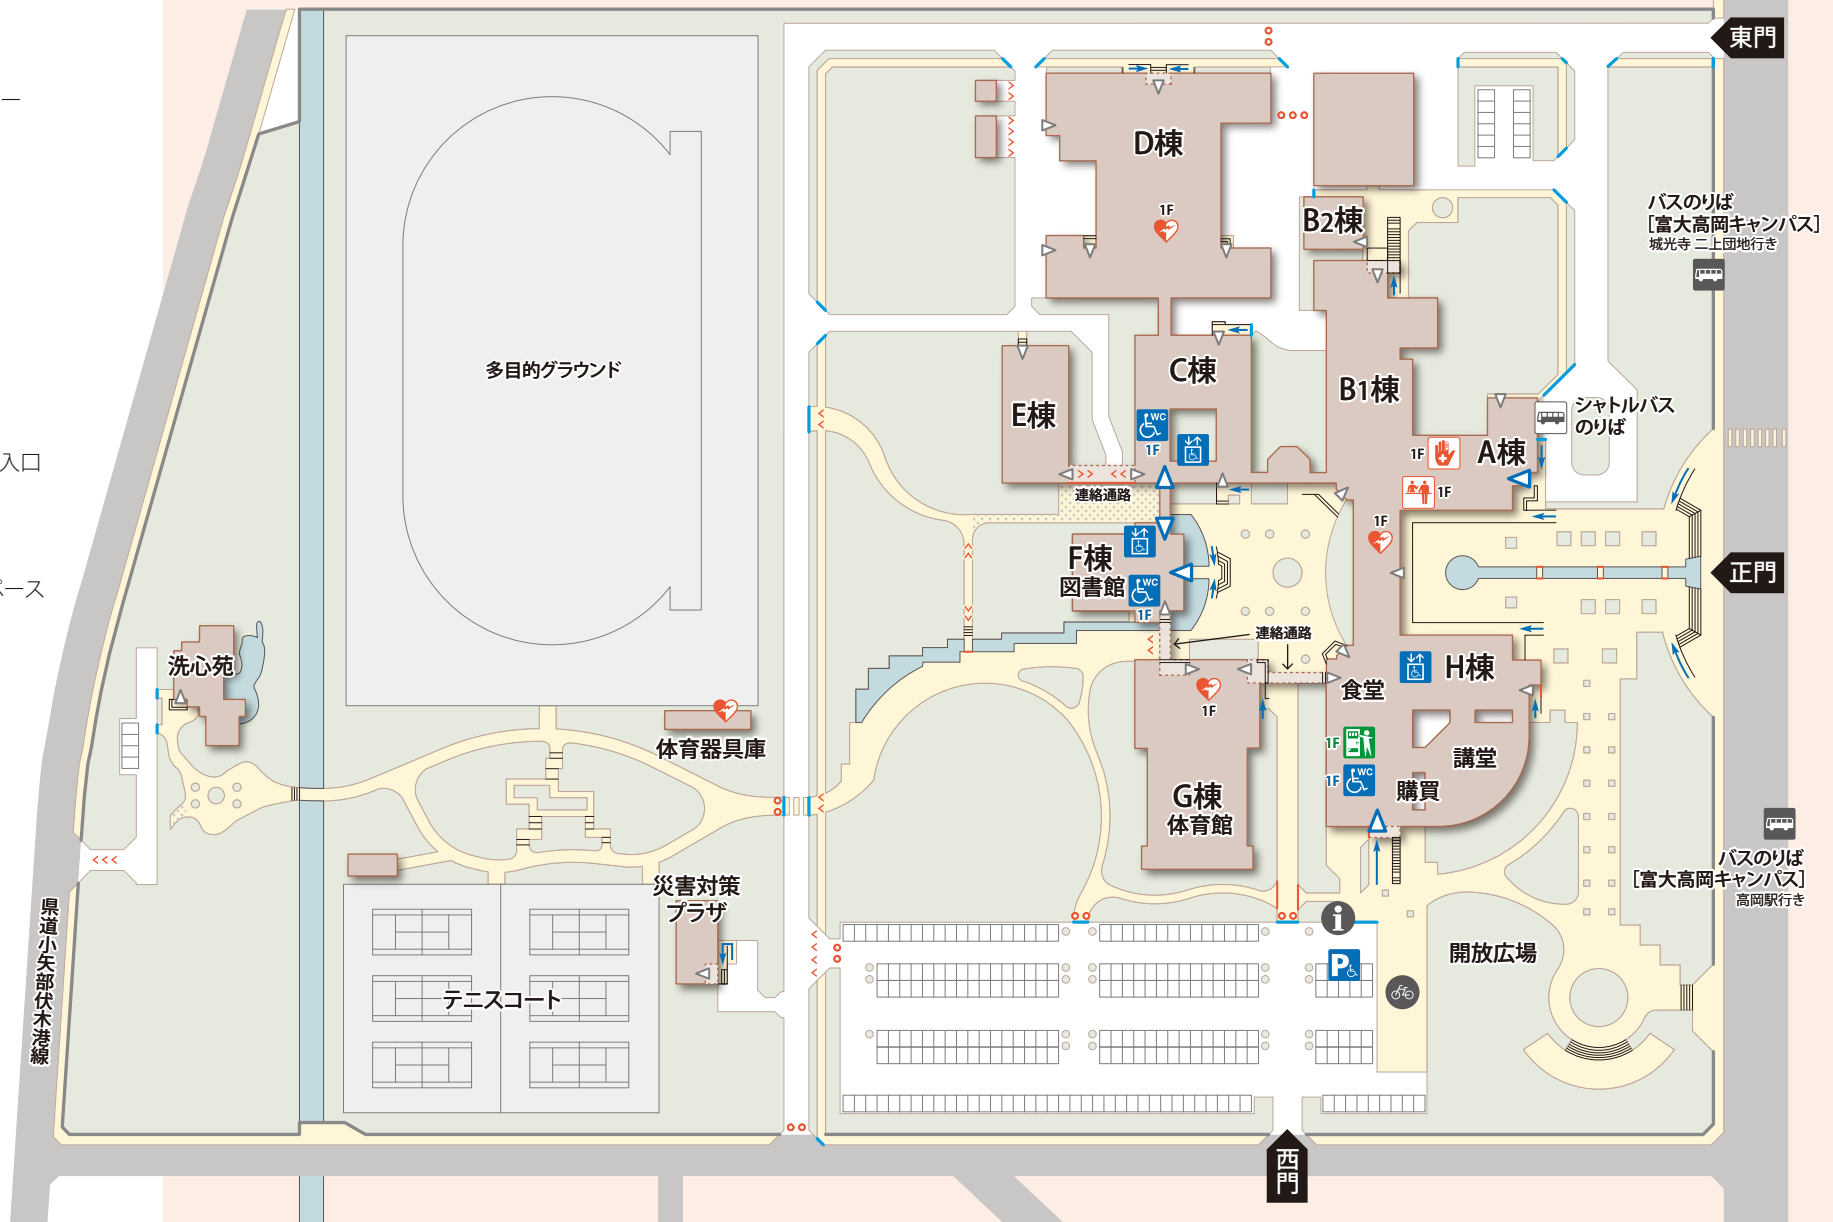 東門
ー
D棟
1F
バスのりば
［富大高岡キャンパス］
城光寺 二上団地行き
B2棟
多目的グラウンド
C棟
B1棟
E棟
WC
1F
シャトルバス
のりば
A棟
1F
1F
入口
連絡通路
1F
F棟
図書館
WC
1F
正門
ペース
連絡通路
洗心苑
H棟
食堂
1F
体育器具庫
1F
講堂
WC
1F
購買
G棟
体育館
バスのりば
［富大高岡キャンパス］
高岡駅行き
災害対策
プラザ
i
P
開放広場
テニスコート
県道小矢部伏木港線
西門